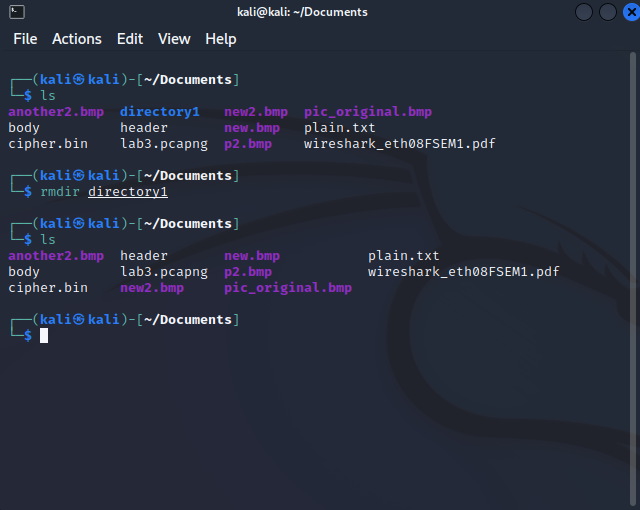 kali@kali: ~/Documents
File Actions Edit View Help
┌──(kali㉿kali)-[~/Documents]
└─$ ls
another2.bmp  directory1   new2.bmp  pic_original.bmp
body          header       new.bmp   plain.txt
cipher.bin    lab3.pcapng  p2.bmp    wireshark_eth08FSEM1.pdf
┌──(kali㉿kali)-[~/Documents]
└─$ rmdir directory1
┌──(kali㉿kali)-[~/Documents]
└─$ ls
another2.bmp  header       new.bmp           plain.txt
body          lab3.pcapng  p2.bmp            wireshark_eth08FSEM1.pdf
cipher.bin    new2.bmp     pic_original.bmp
┌──(kali㉿kali)-[~/Documents]
└─$